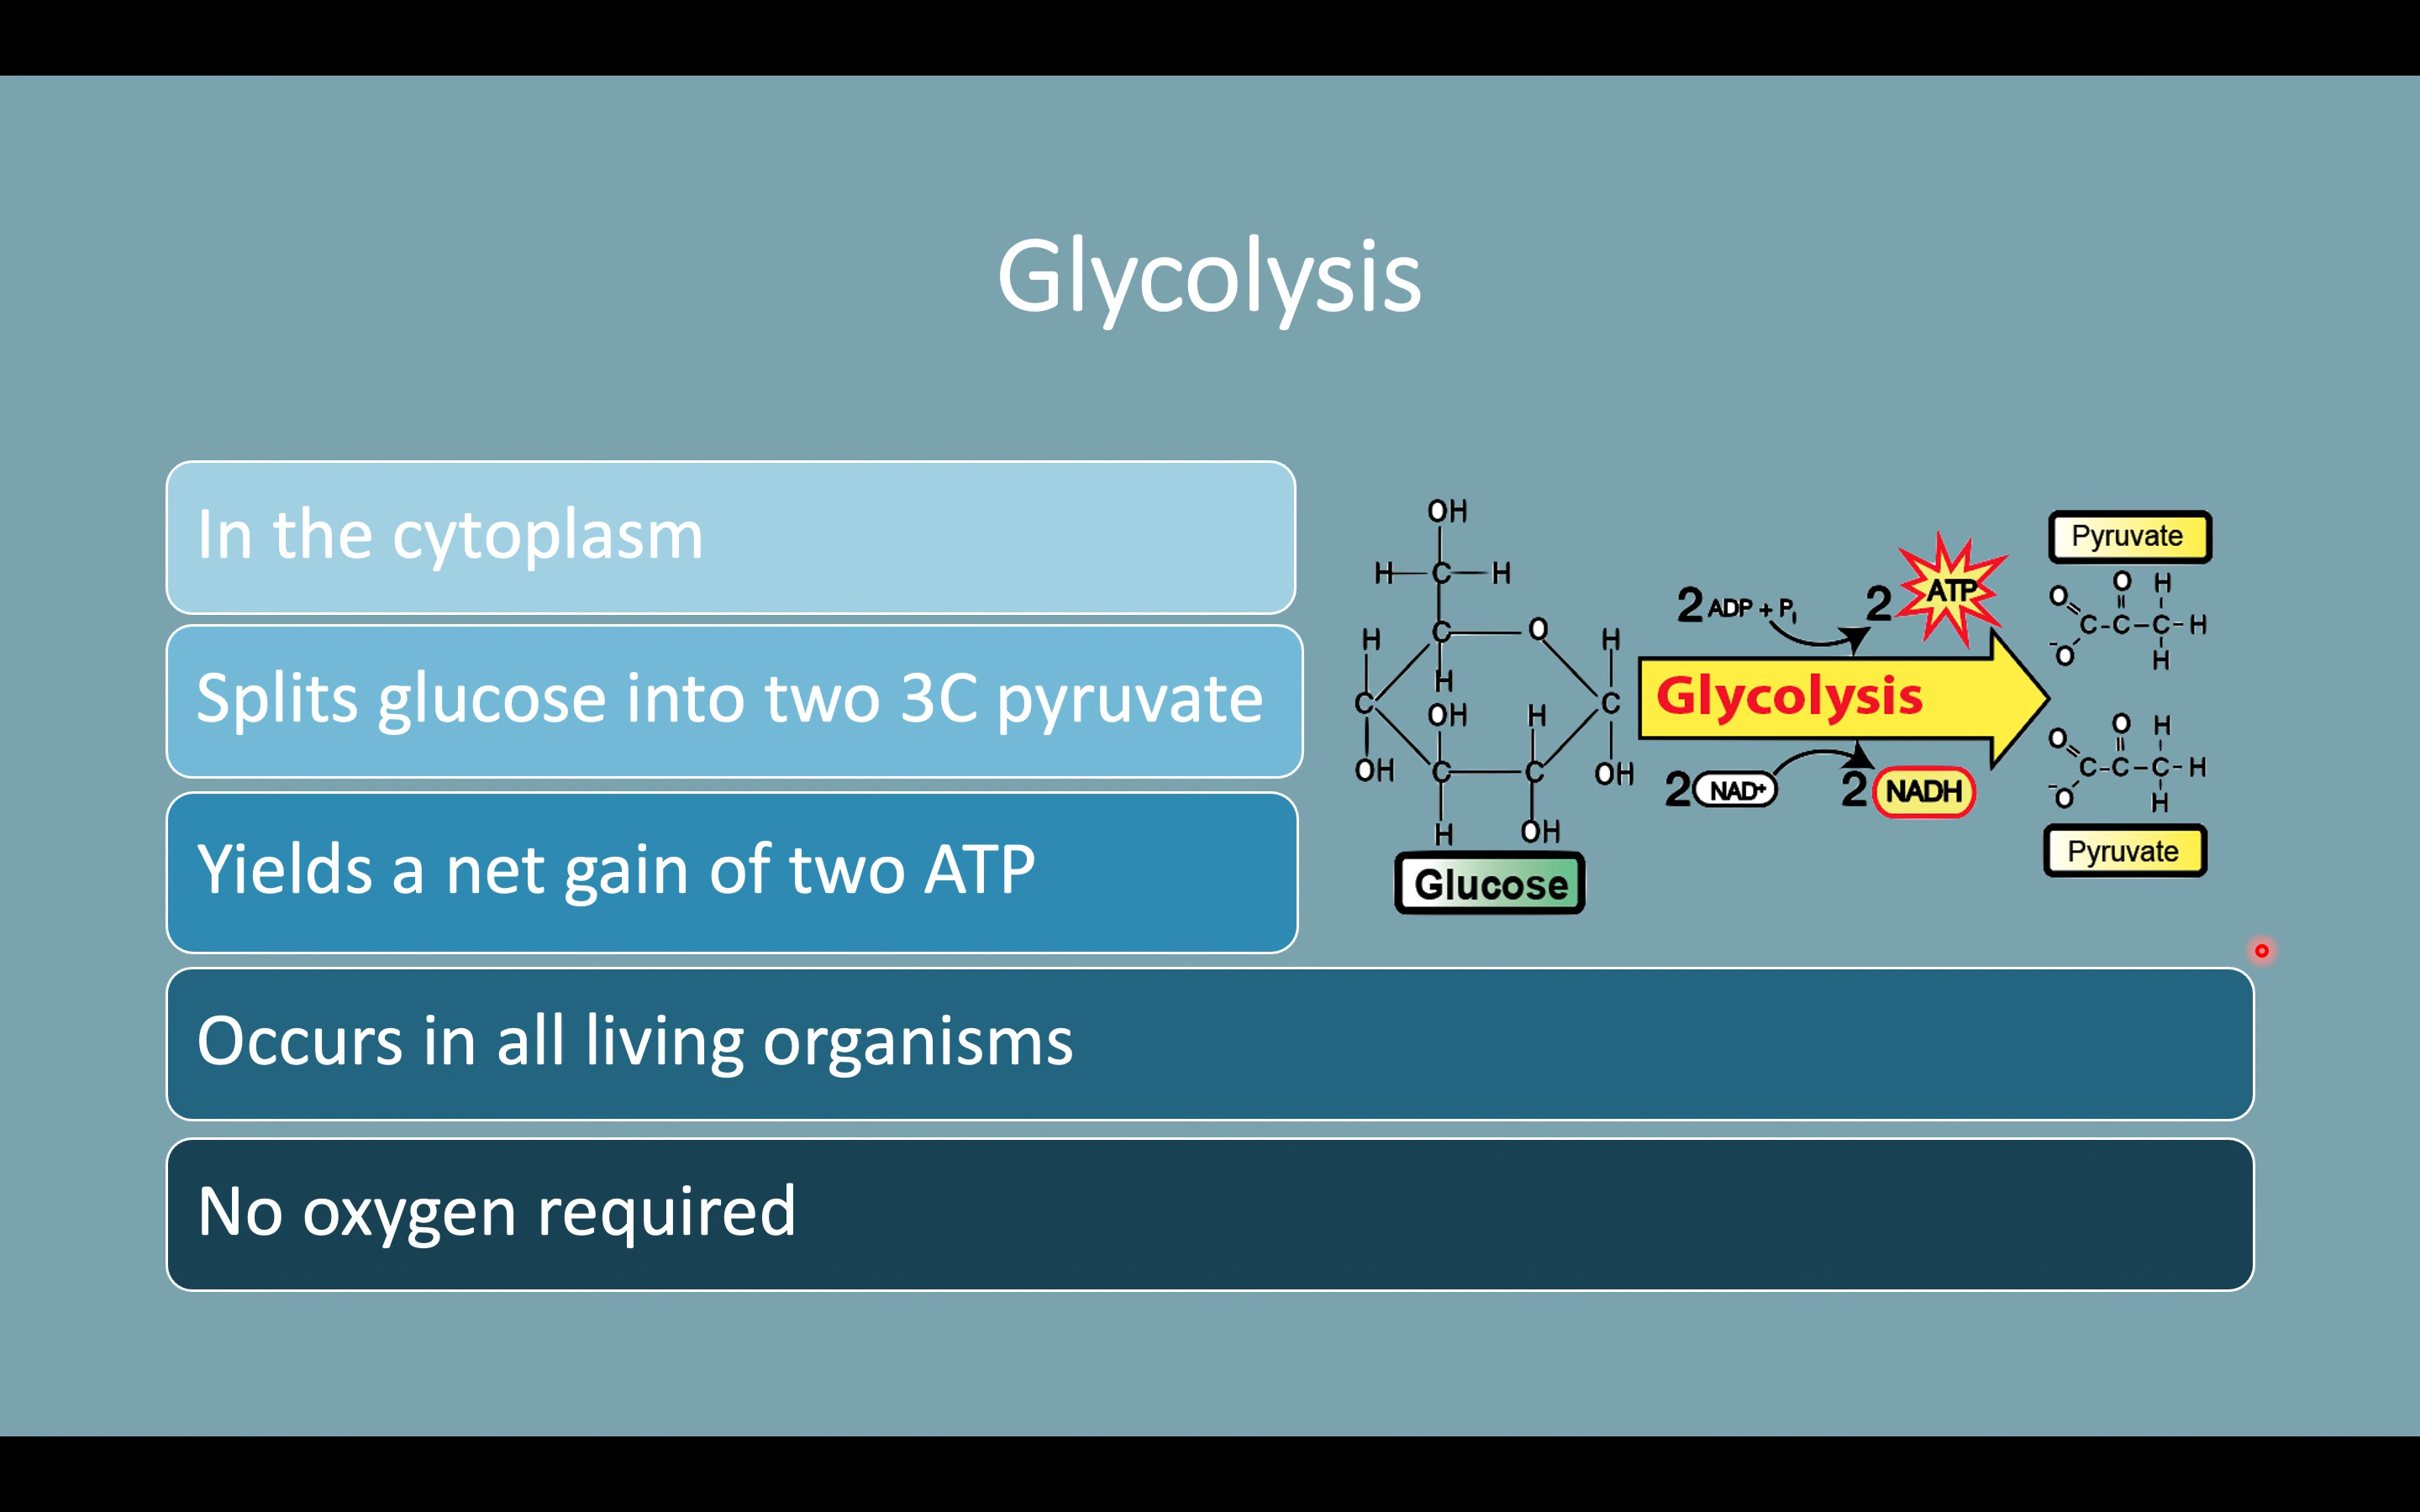 Glycolysis
In the cytoplasm
Splits glucose into two 3C pyruvate
Yields a net gain of two ATP
Occurs in all living organisms
No oxygen required
OH
H C H
H C O H
H
C OH H C
OH C C OH
H OH
Glucose
2 ADP + Pi 2 ATP
Glycolysis
2 NAD+ 2 NADH
Pyruvate
O O H
C-C-C-H
-O H
O O H
C-C-C-H
-O H
Pyruvate